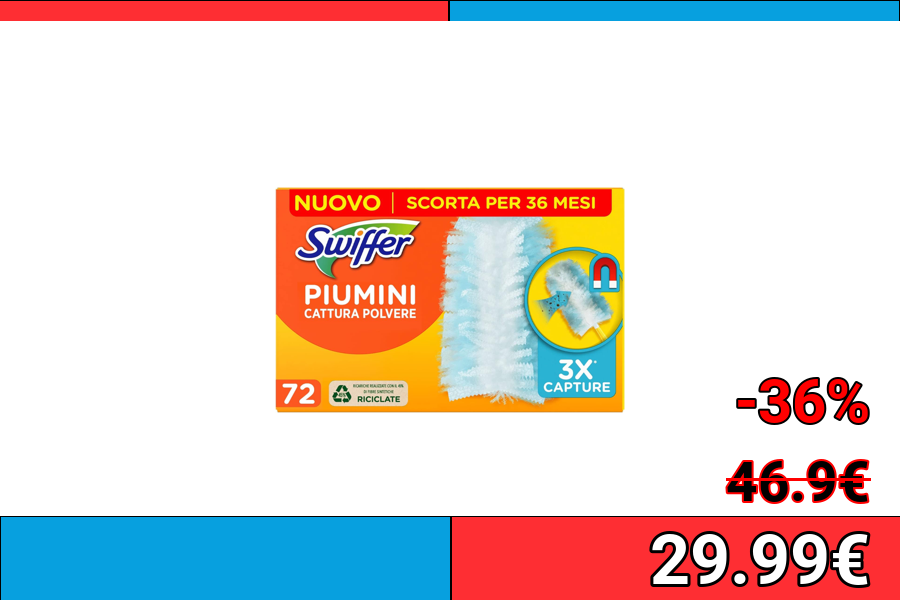 NUOVO | SCORTA PER 36 MESI
Swiffer
PIUMINI
CATTURA POLVERE
3X*
CAPTURE
72
RICICLATE
-36%
46.9€
29.99€